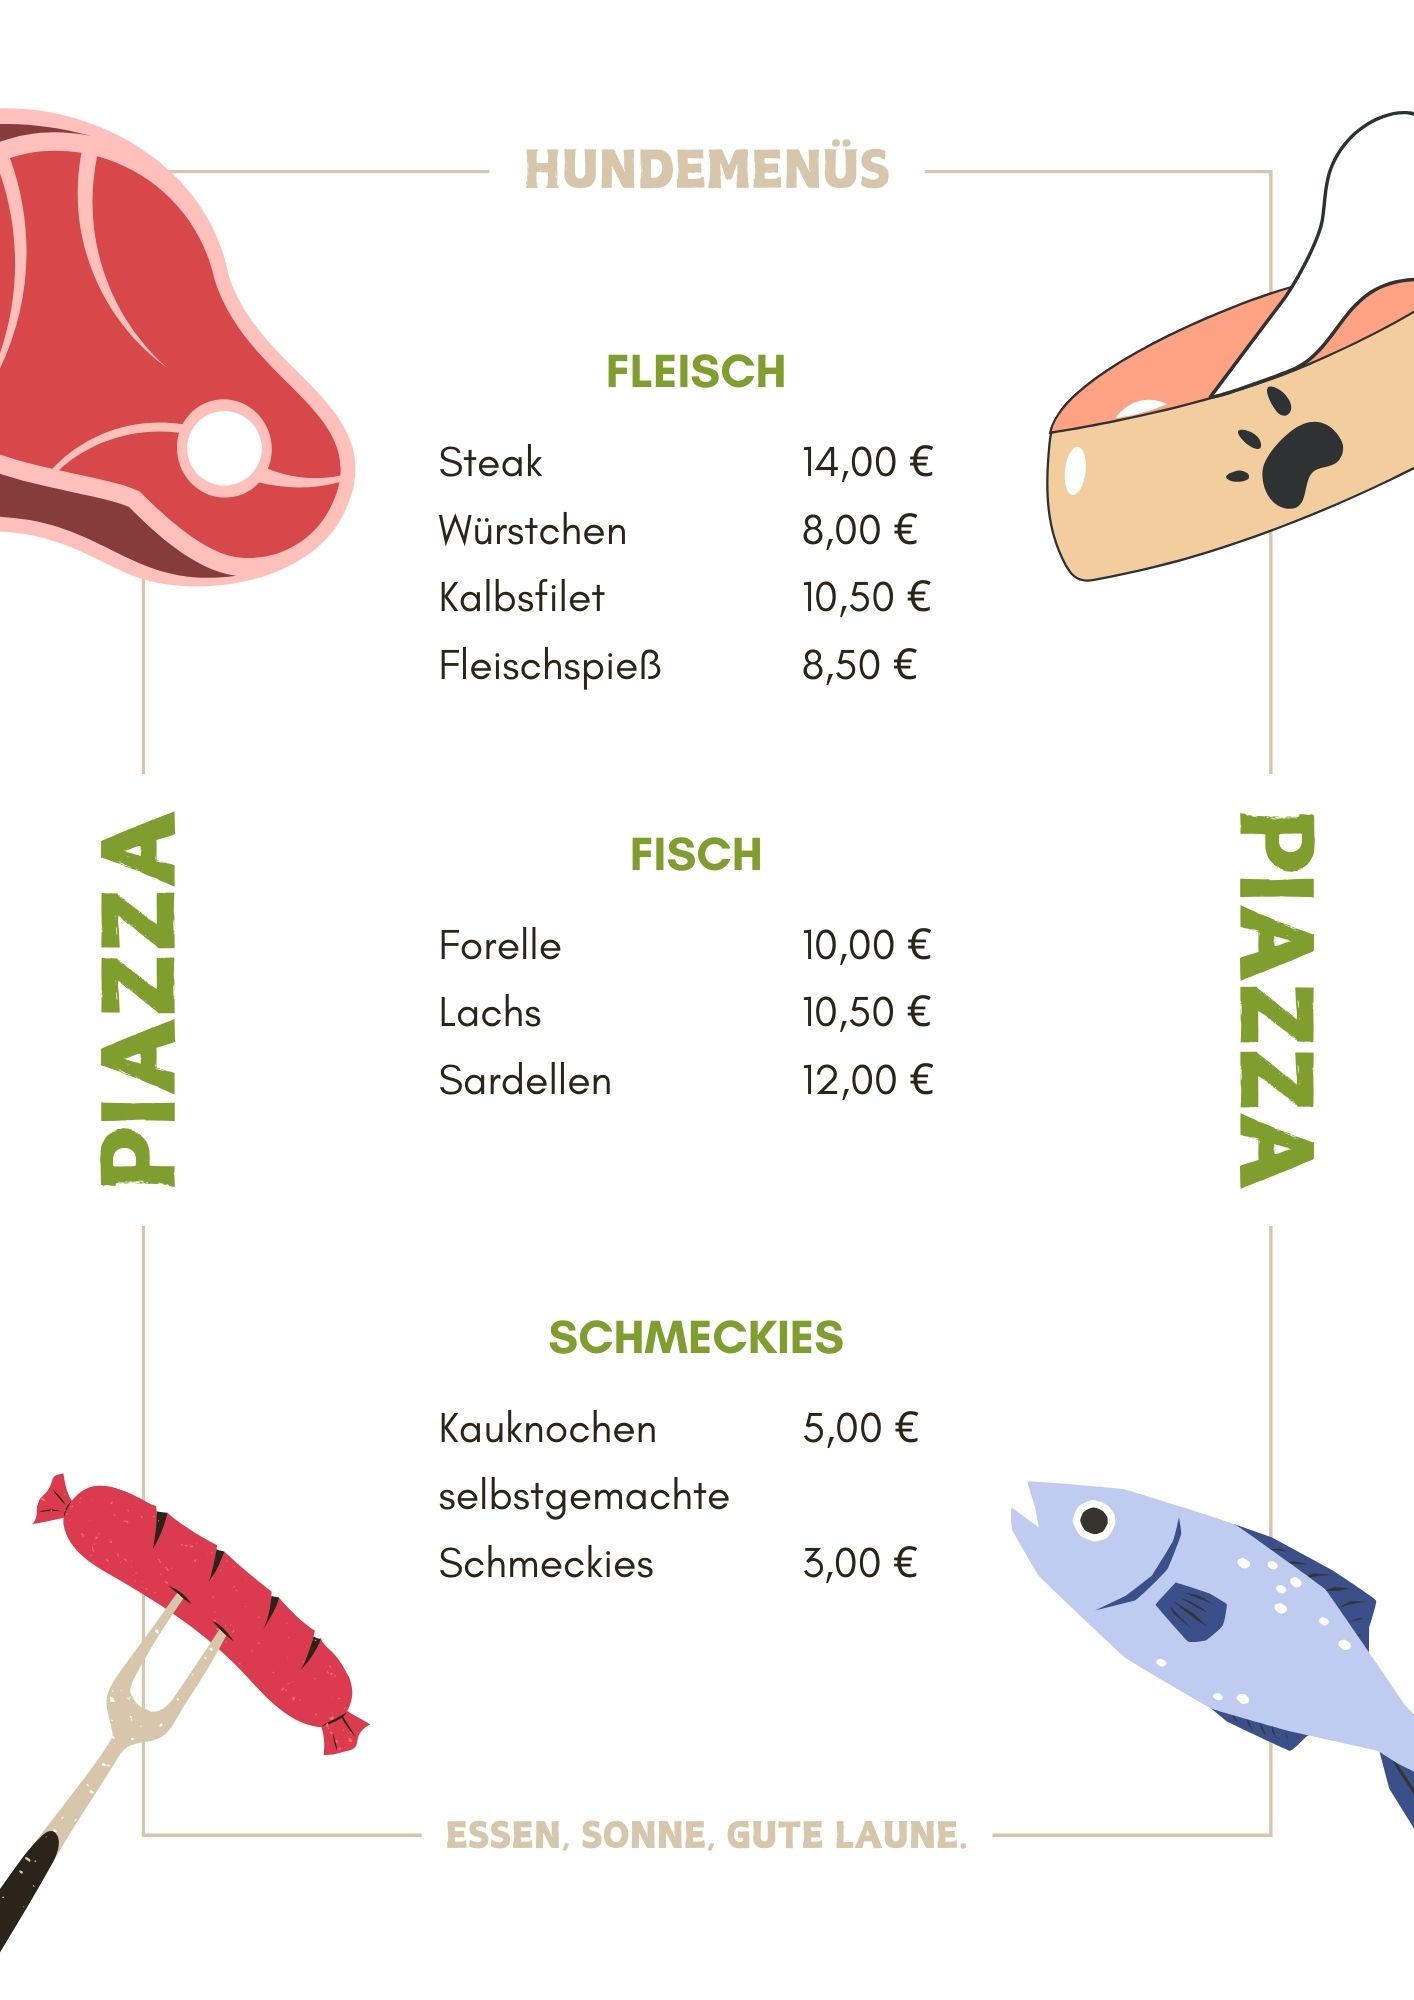 HUNDEMENÜS
FLEISCH
Steak 14,00 €
Würstchen 8,00 €
Kalbsfilet 10,50 €
Fleischspieß 8,50 €
PIAZZA
PIAZZA
FISCH
Forelle 10,00 €
Lachs 10,50 €
Sardellen 12,00 €
SCHMECKIES
Kauknochen 5,00 €
selbstgemachte
Schmeckies 3,00 €
ESSEN, SONNE, GUTE LAUNE.